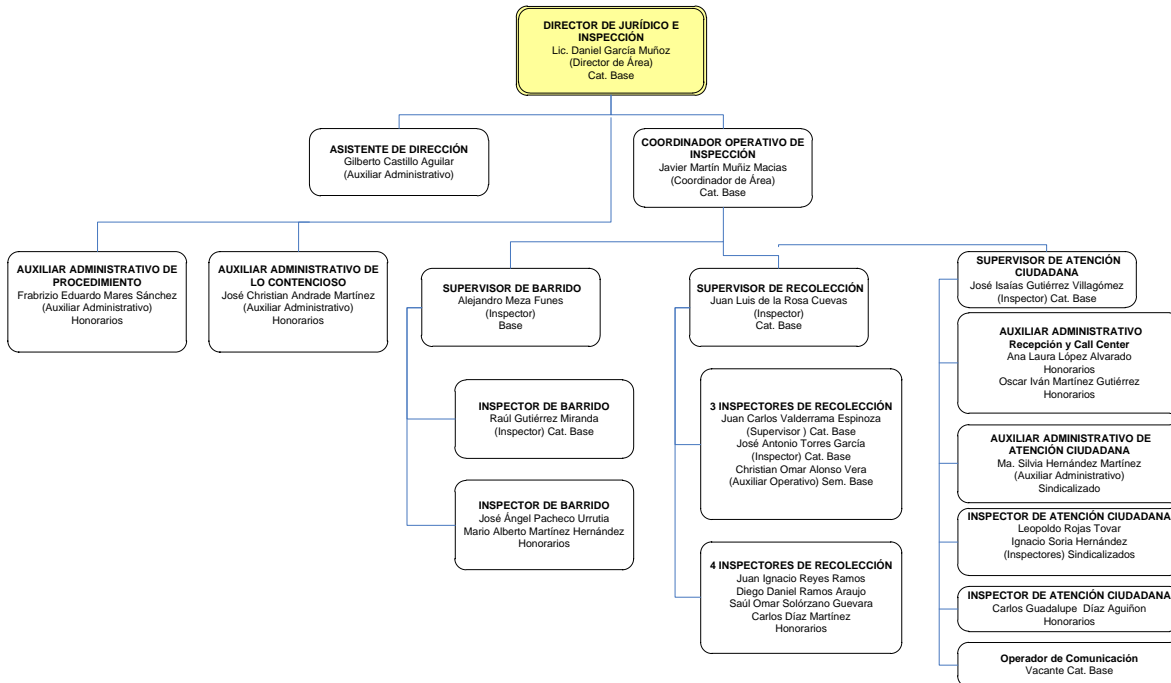 DIRECTOR DE JURÍDICO E
INSPECCIÓN
Lic. Daniel García Muñoz
(Director de Área)
Cat. Base
ASISTENTE DE DIRECCIÓN
Gilberto Castillo Aguilar
(Auxiliar Administrativo)
COORDINADOR OPERATIVO DE
INSPECCIÓN
Javier Martín Muñiz Macias
(Coordinador de Área)
Cat. Base
AUXILIAR ADMINISTRATIVO DE
PROCEDIMIENTO
Frabrizio Eduardo Mares Sánchez
(Auxiliar Administrativo)
Honorarios
AUXILIAR ADMINISTRATIVO DE
LO CONTENCIOSO
José Christian Andrade Martínez
(Auxiliar Administrativo)
Honorarios
SUPERVISOR DE BARRIDO
Alejandro Meza Funes
(Inspector)
Base
INSPECTOR DE BARRIDO
Raúl Gutiérrez Miranda
(Inspector) Cat. Base
INSPECTOR DE BARRIDO
José Ángel Pacheco Urrutia
Mario Alberto Martínez Hernández
Honorarios
SUPERVISOR DE RECOLECCIÓN
Juan Luis de la Rosa Cuevas
(Inspector)
Cat. Base
3 INSPECTORES DE RECOLECCIÓN
Juan Carlos Valderrama Espinoza
(Supervisor ) Cat. Base
José Antonio Torres García
(Inspector) Cat. Base
Christian Omar Alonso Vera
(Auxiliar Operativo) Sem. Base
4 INSPECTORES DE RECOLECCIÓN
Juan Ignacio Reyes Ramos
Diego Daniel Ramos Araujo
Saúl Omar Solórzano Guevara
Carlos Díaz Martínez
Honorarios
SUPERVISOR DE ATENCIÓN
CIUDADANA
José Isaías Gutiérrez Villagómez
(Inspector) Cat. Base
AUXILIAR ADMINISTRATIVO
Recepción y Call Center
Ana Laura López Alvarado
Honorarios
Oscar Iván Martínez Gutiérrez
Honorarios
AUXILIAR ADMINISTRATIVO DE
ATENCIÓN CIUDADANA
Ma. Silvia Hernández Martínez
(Auxiliar Administrativo)
Sindicalizado
INSPECTOR DE ATENCIÓN CIUDADANA
Leopoldo Rojas Tovar
Ignacio Soria Hernández
(Inspectores) Sindicalizados
INSPECTOR DE ATENCIÓN CIUDADANA
Carlos Guadalupe Díaz Aguiñon
Honorarios
Operador de Comunicación
Vacante Cat. Base